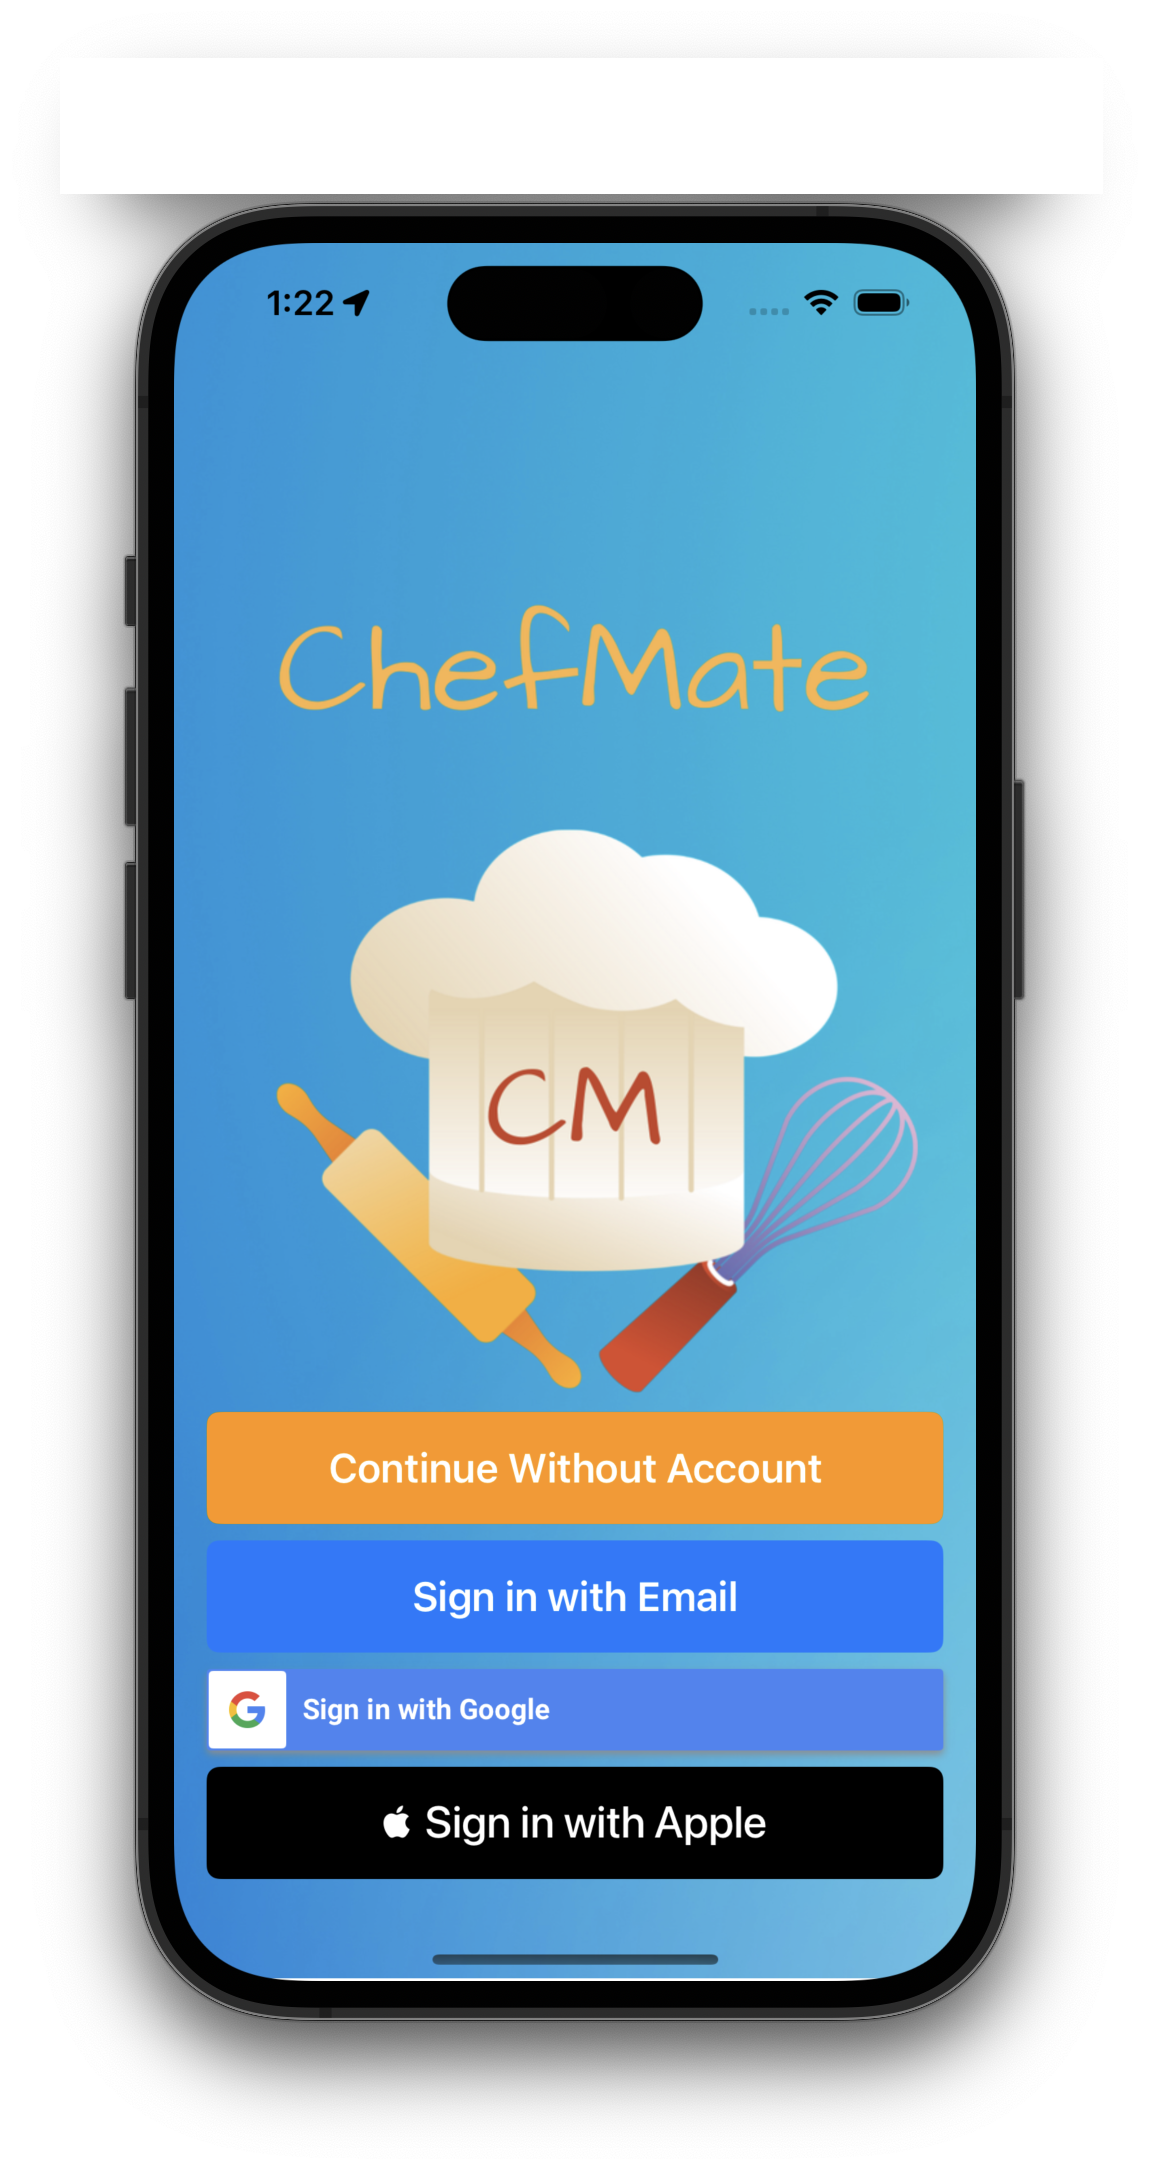 1:22
ChefMate
CM
Continue Without Account
Sign in with Email
G Sign in with Google
Sign in with Apple